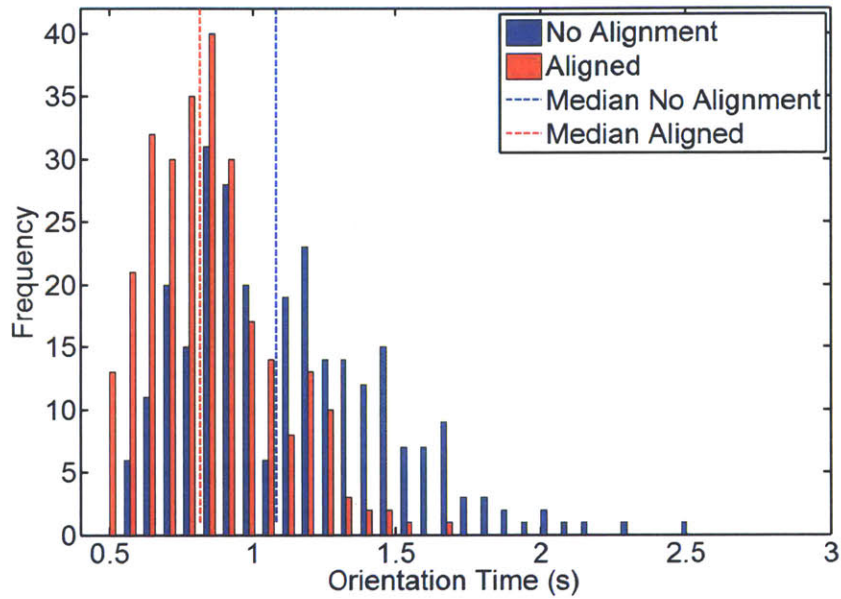 40
35
30
25
20
15
10
5
0
Frequency
No Alignment
Aligned
Median No Alignment
Median Aligned
0.5 1 1.5 2 2.5 3
Orientation Time (s)